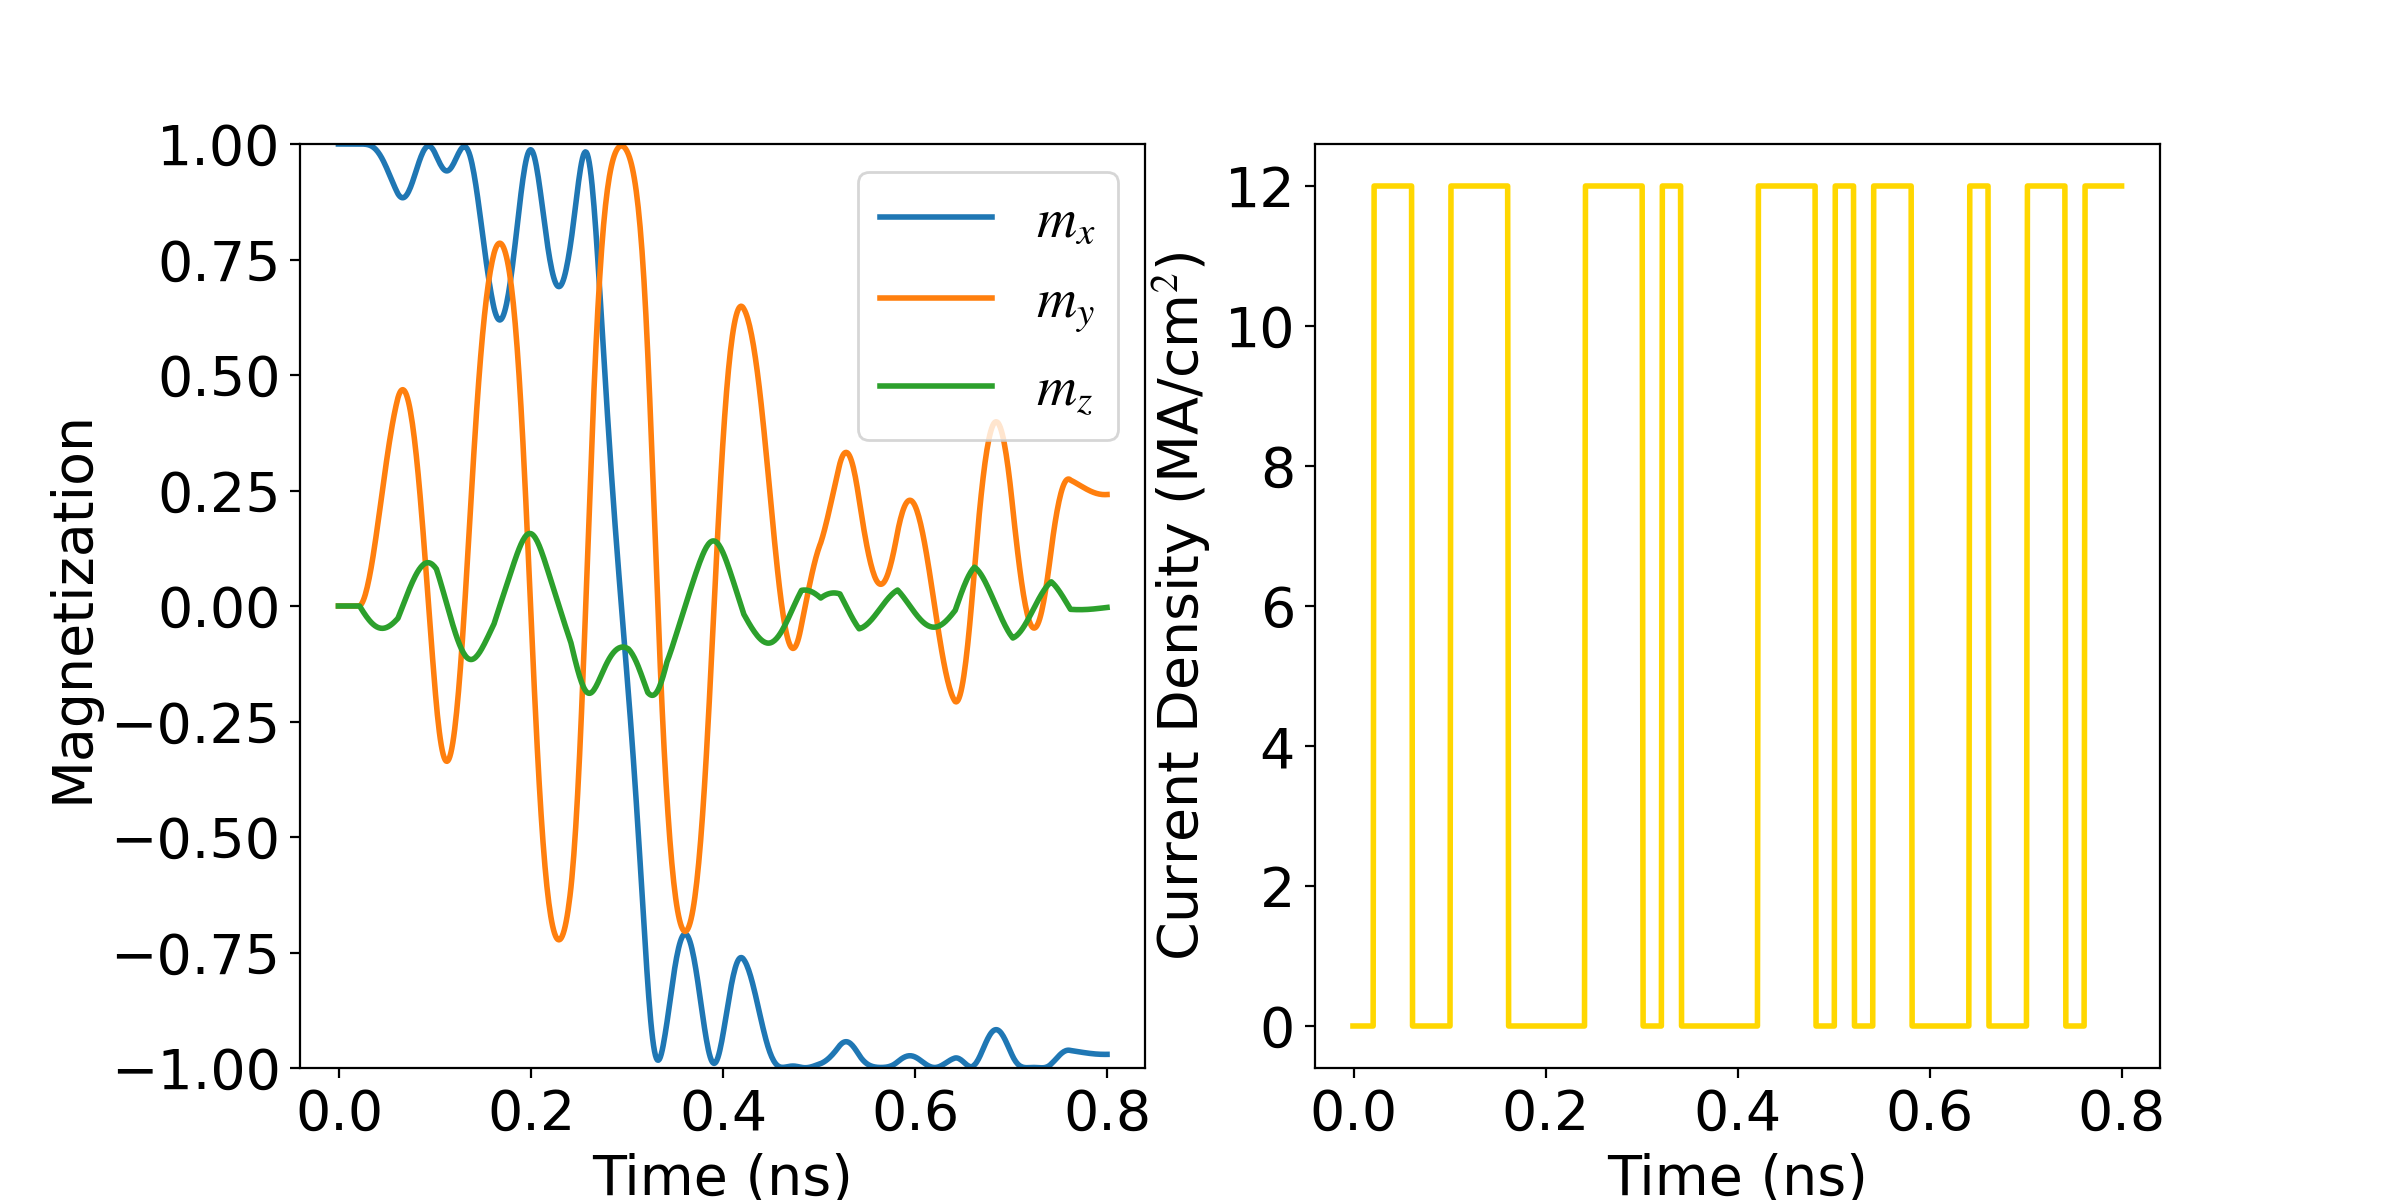 Magnetization
1.00
0.75
0.50
0.25
0.00
−0.25
−0.50
−0.75
−1.00
0.0 0.2 0.4 0.6 0.8
Time (ns)
m_x
m_y
m_z
Current Density (MA/cm²)
12
10
8
6
4
2
0
0.0 0.2 0.4 0.6 0.8
Time (ns)